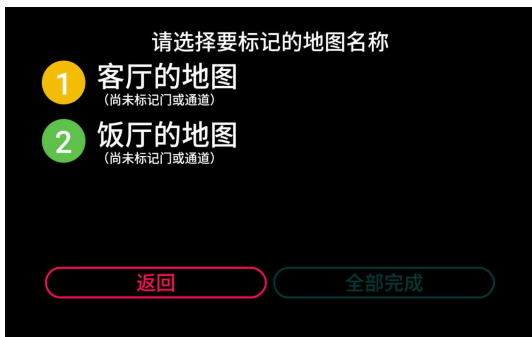 请选择要标记的地图名称
1 客厅的地图
（尚未标记门或通道）
2 饭厅的地图
（尚未标记门或通道）
返回 全部完成